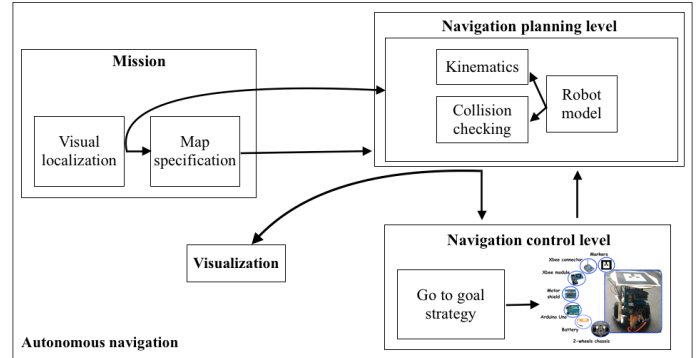 Navigation planning level
Mission
Kinematics
Robot
model
Collision
checking
Visual
localization
Map
specification
Visualization
Navigation control level
Go to goal
strategy
Markers
Xbee connector
Xbee module
Motor
shield
Arduino Uno
Battery
2-wheels chassis
Autonomous navigation